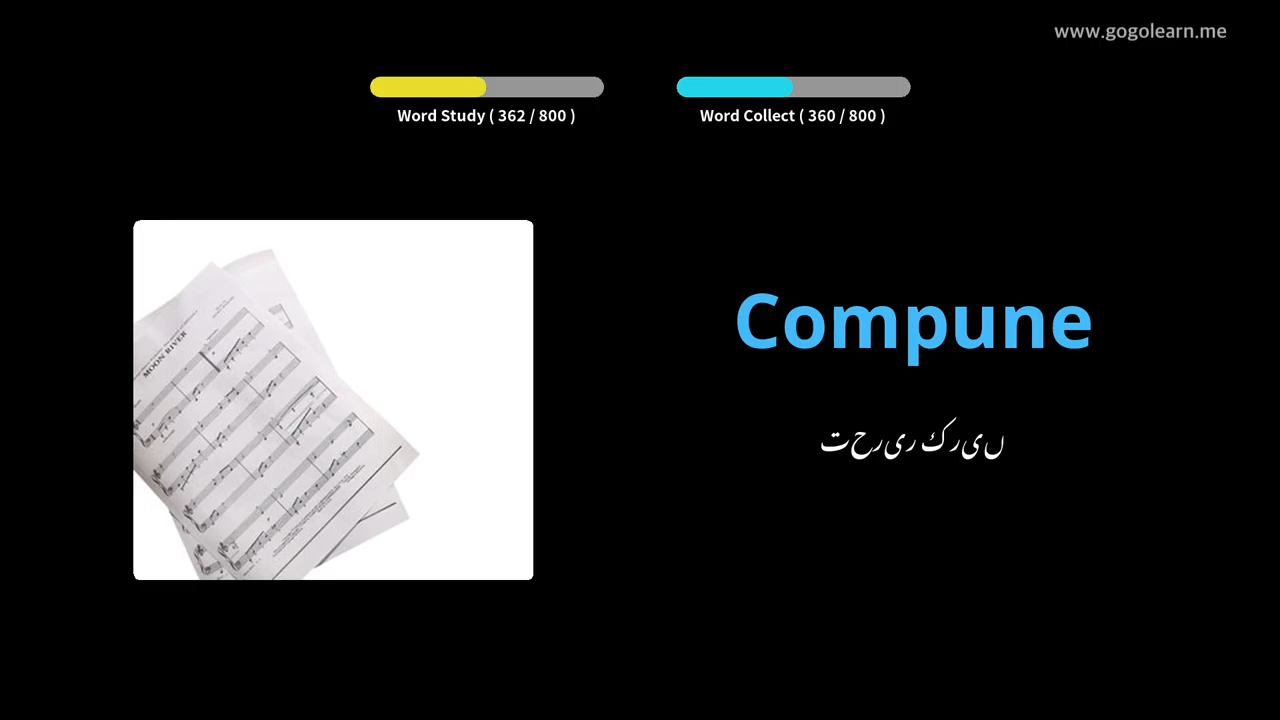 www.gogolearn.me
Word Study ( 362 / 800 )
Word Collect ( 360 / 800 )
MOON RIVER
Compune
تحریر کریں